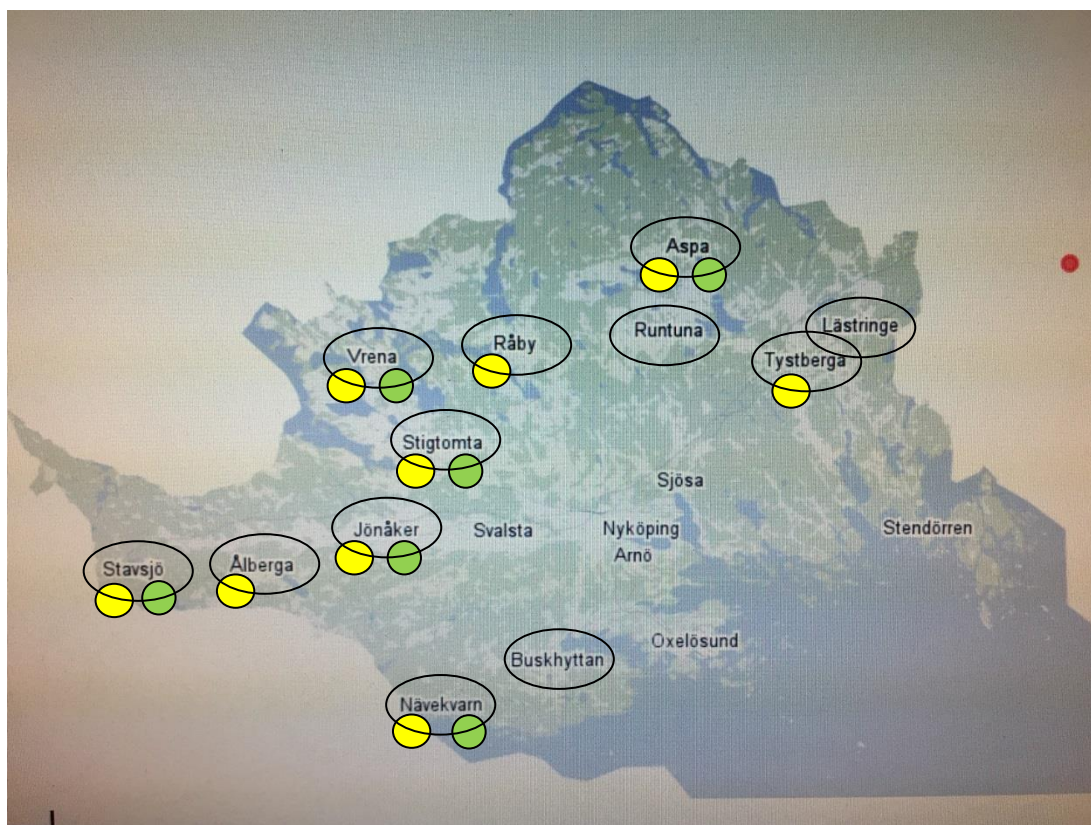 Aspa
Lästringe
Runtuna
Råby
Vrena
Tystberga
Stigtomta
Sjösa
Jönåker
Svalsta
Nyköping
Stendörren
Arnö
Ålberga
Stavsjö
Oxelösund
Buskhyttan
Nävekvarn